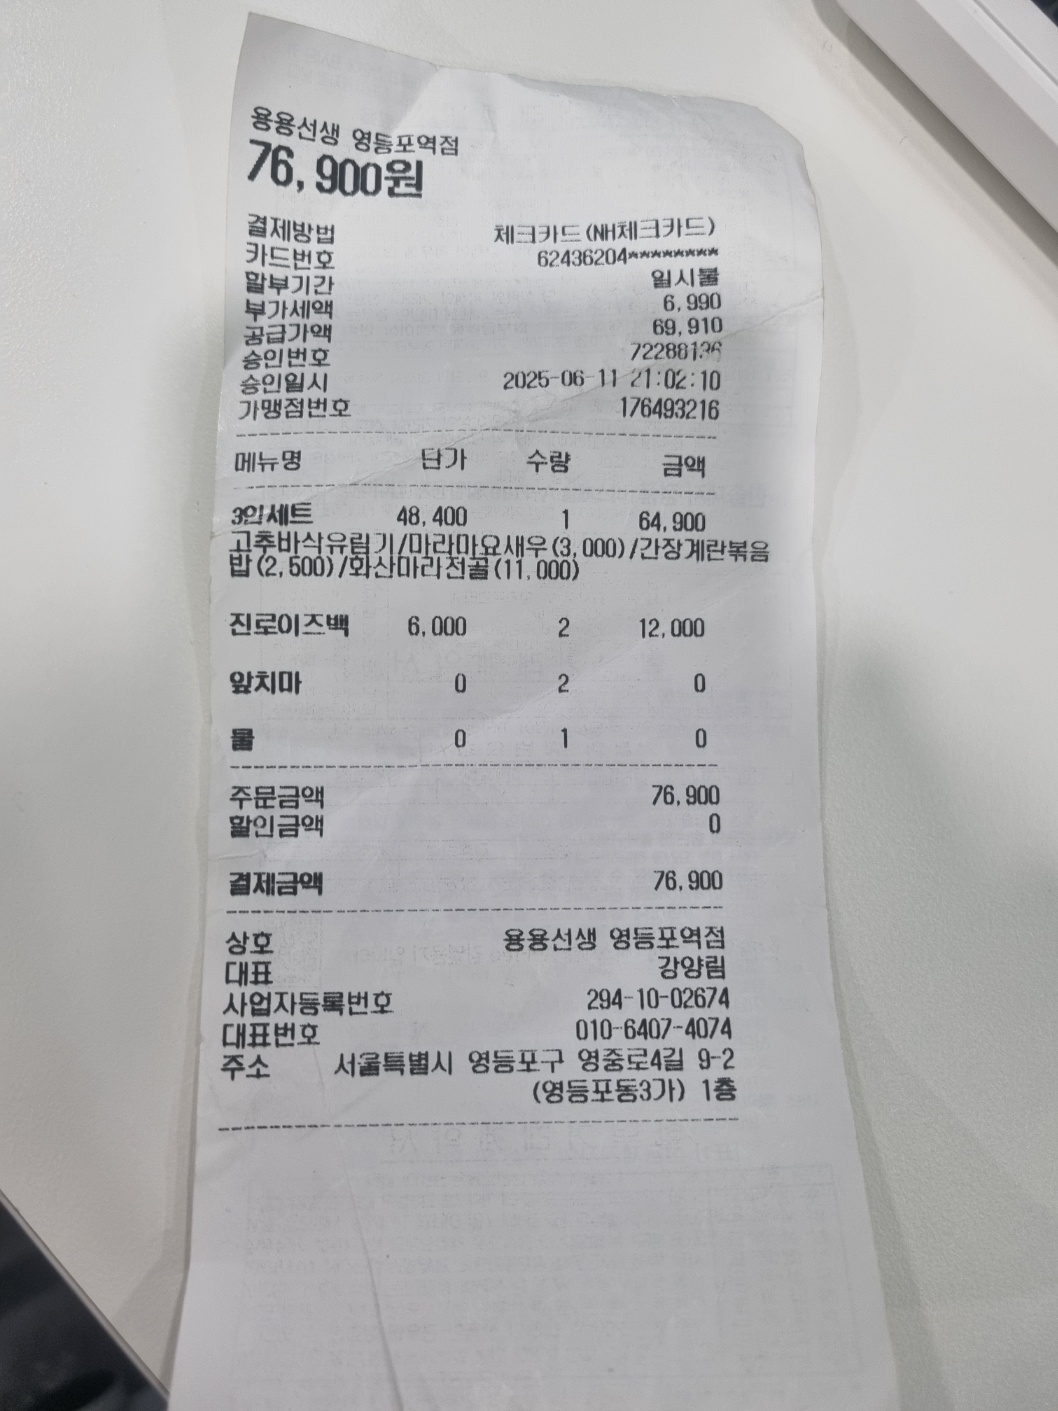 용용선생 영등포역점
76,900원
결제방법 체크카드(NH체크카드)
카드번호 62436204********
할부기간 일시불
부가세액 6,990
공급가액 69,910
승인번호 72288136
승인일시 2025-06-11 21:02:10
가맹점번호 176493216
메뉴명 단가 수량 금액
3인세트 48,400 1 64,900
고추바삭유림기/마라마요새우(3,000)/간장계란볶음
밥(2,500)/화산마라전골(11,000)
진로이즈백 6,000 2 12,000
앞치마 0 2 0
물 0 1 0
주문금액 76,900
할인금액 0
결제금액 76,900
상호 용용선생 영등포역점
대표 강양림
사업자등록번호 294-10-02674
대표번호 010-6407-4074
주소 서울특별시 영등포구 영중로4길 9-2
(영등포동3가) 1층